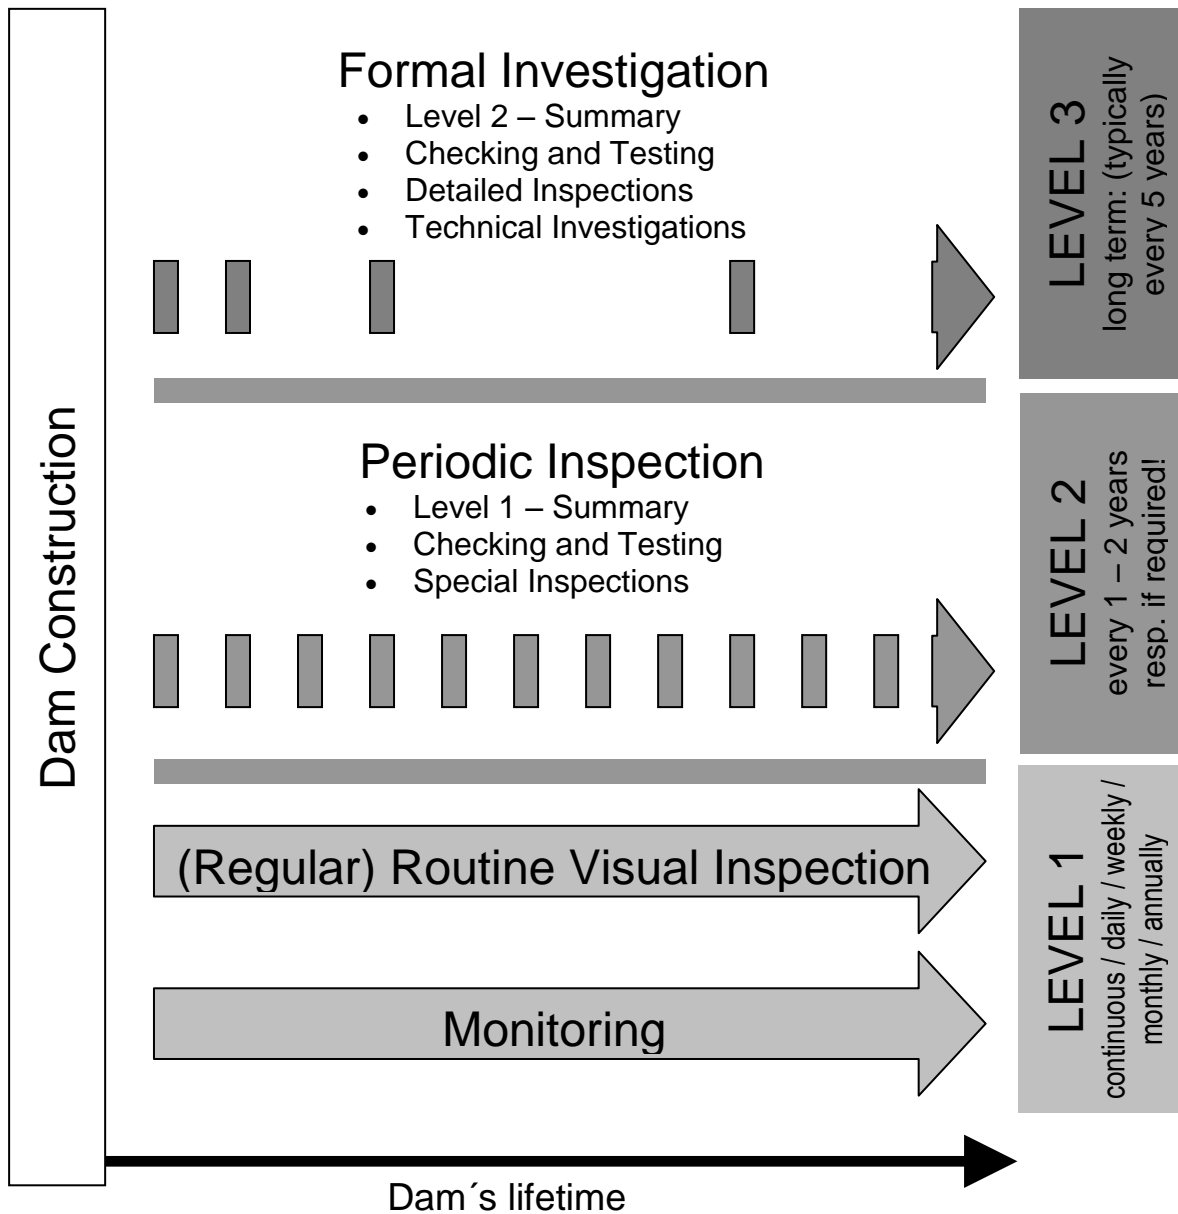 Dam Construction
Formal Investigation
• Level 2 – Summary
• Checking and Testing
• Detailed Inspections
• Technical Investigations
LEVEL 3
long term: (typically
every 5 years)
Periodic Inspection
• Level 1 – Summary
• Checking and Testing
• Special Inspections
LEVEL 2
every 1 – 2 years
resp. if required!
(Regular) Routine Visual Inspection
Monitoring
LEVEL 1
continuous / daily / weekly /
monthly / annually
Dam´s lifetime